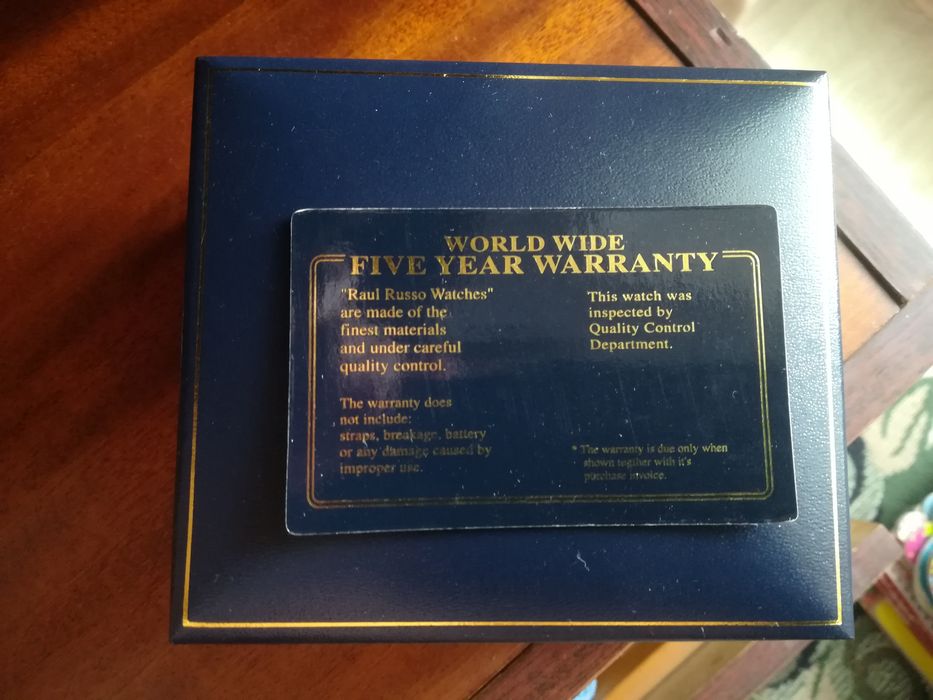 WORLD WIDE
FIVE YEAR WARRANTY
"Raul Russo Watches"
are made of the
finest materials
and under careful
quality control.
The warranty does
not include:
straps, breakage, battery
or any damage caused by
improper use.
This watch was
inspected by
Quality Control
Department.
* The warranty is due only when
shown togther with it's
purchase invoice.